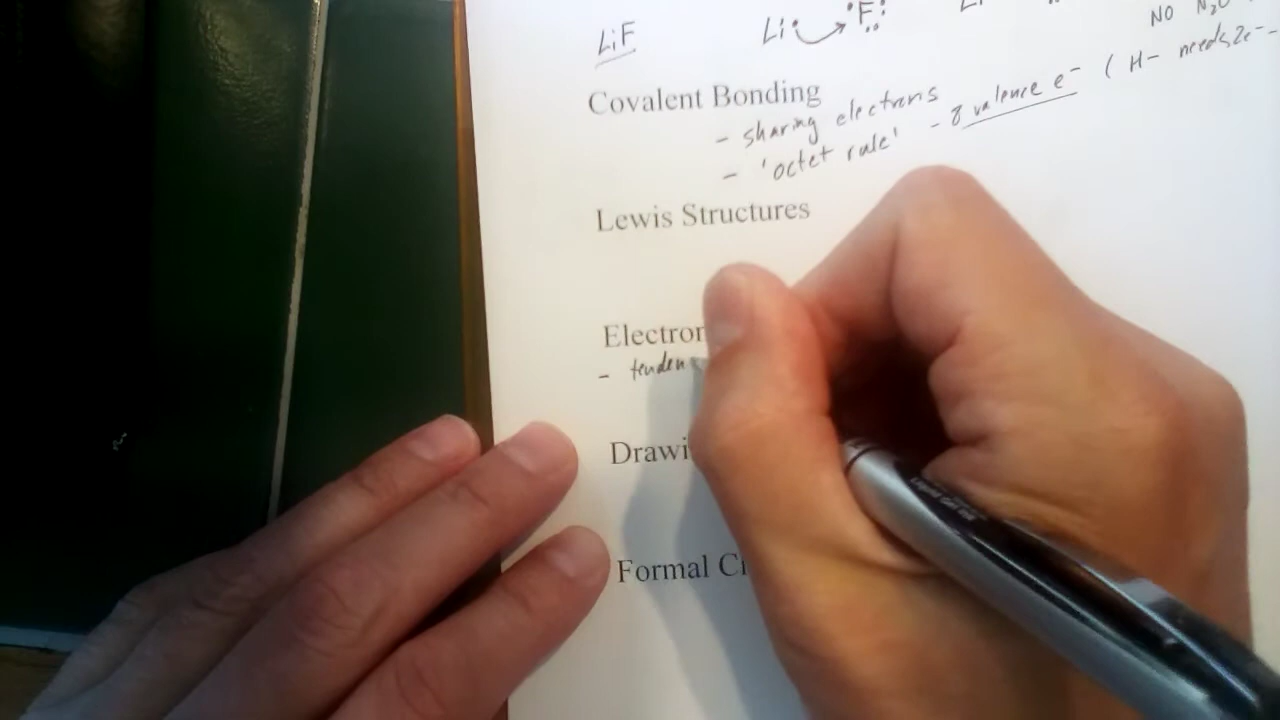 NO N₂O
LiF Li F
Covalent Bonding
- sharing electrons
- 'octet rule' - 8 valence e⁻ ( H- needs 2e⁻
Lewis Structures
Electron
- tenden
Drawi
Formal C